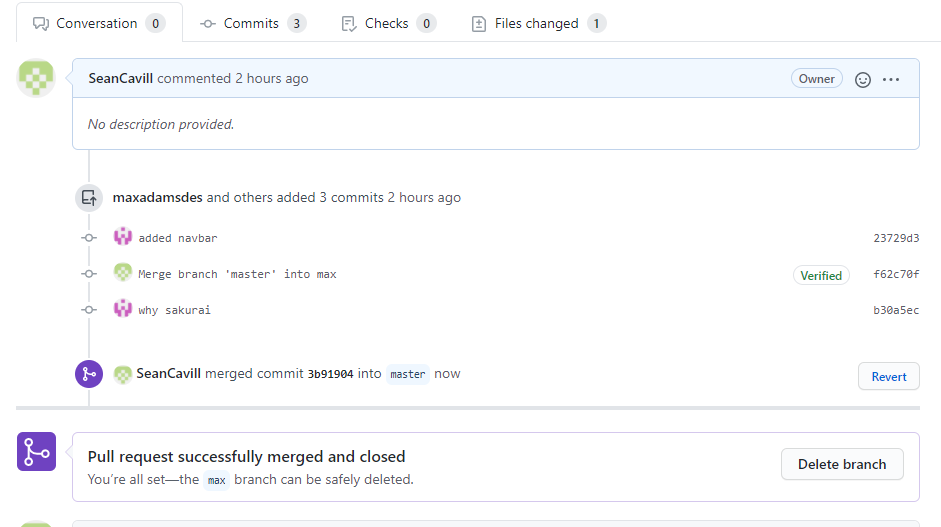 Conversation 0 Commits 3 Checks 0 Files changed 1
SeanCavill commented 2 hours ago Owner
No description provided.
maxadamsdes and others added 3 commits 2 hours ago
added navbar 23729d3
Merge branch 'master' into max Verified f62c70f
why sakurai b30a5ec
SeanCavill merged commit 3b91904 into master now Revert
Pull request successfully merged and closed
You're all set—the max branch can be safely deleted. Delete branch